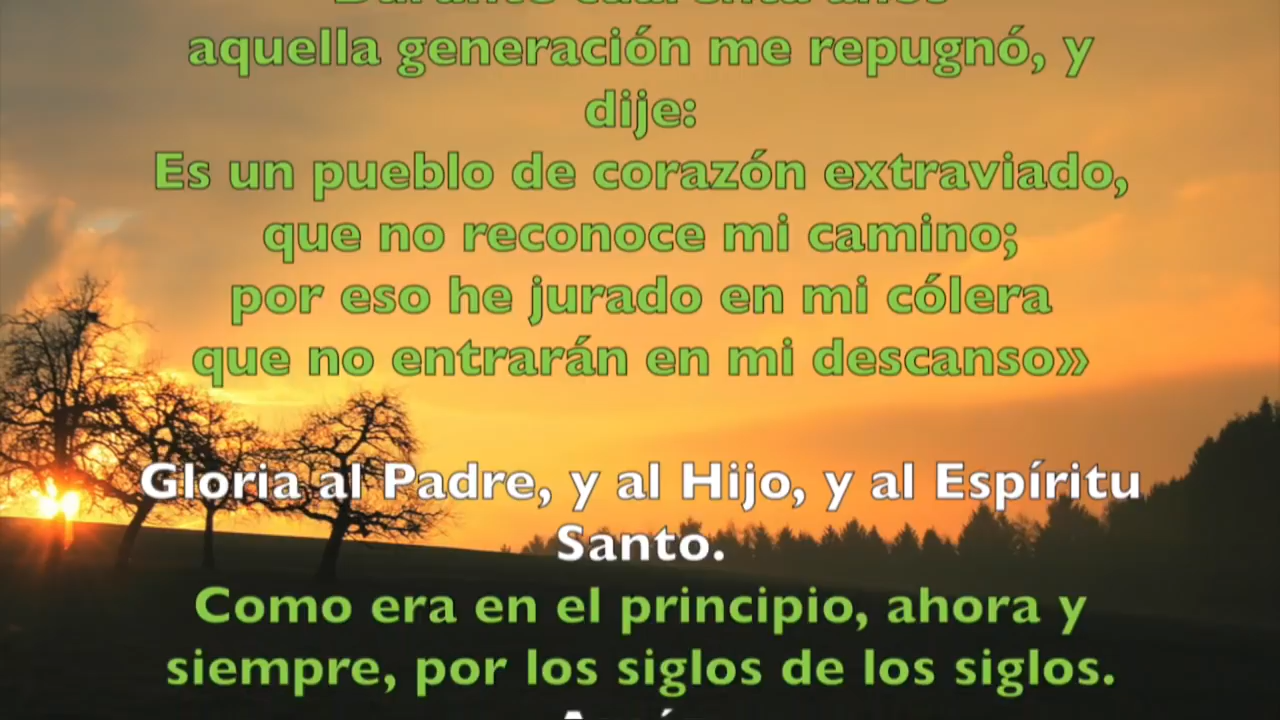 aquella generación me repugnó, y
dije:
Es un pueblo de corazón extraviado,
que no reconoce mi camino;
por eso he jurado en mi cólera
que no entrarán en mi descanso»
Gloria al Padre, y al Hijo, y al Espíritu
Santo.
Como era en el principio, ahora y
siempre, por los siglos de los siglos.